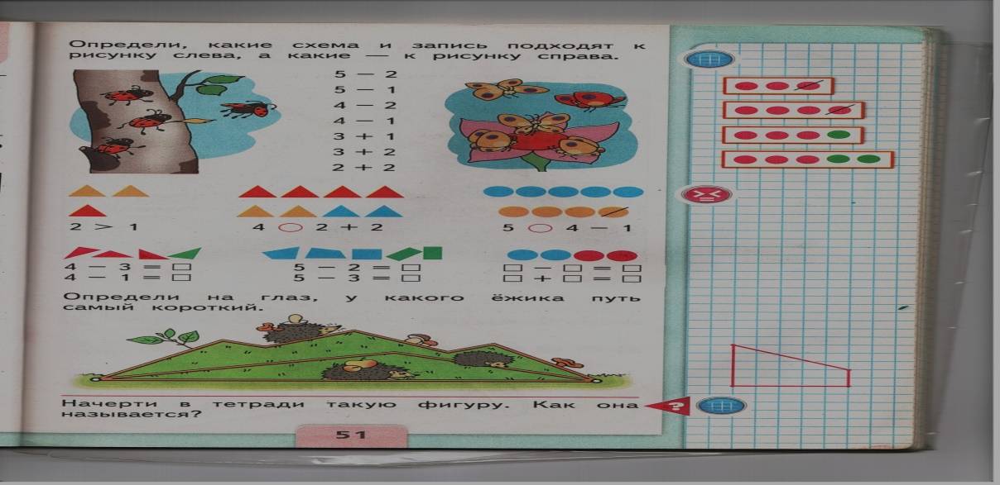 Определи, какие схема и запись подходят к
рисунку слева, а какие — к рисунку справа.
5 − 2
5 − 1
4 − 2
4 − 1
3 + 1
3 + 2
2 + 2
2 > 1
4 ○ 2 + 2
5 ○ 4 − 1
4 − 3 = □
4 − 1 = □
5 − 2 = □
5 − 3 = □
□ − □ = □
□ + □ = □
Определи на глаз, у какого ёжика путь
самый короткий.
Начерти в тетради такую фигуру. Как она
называется?
?
51